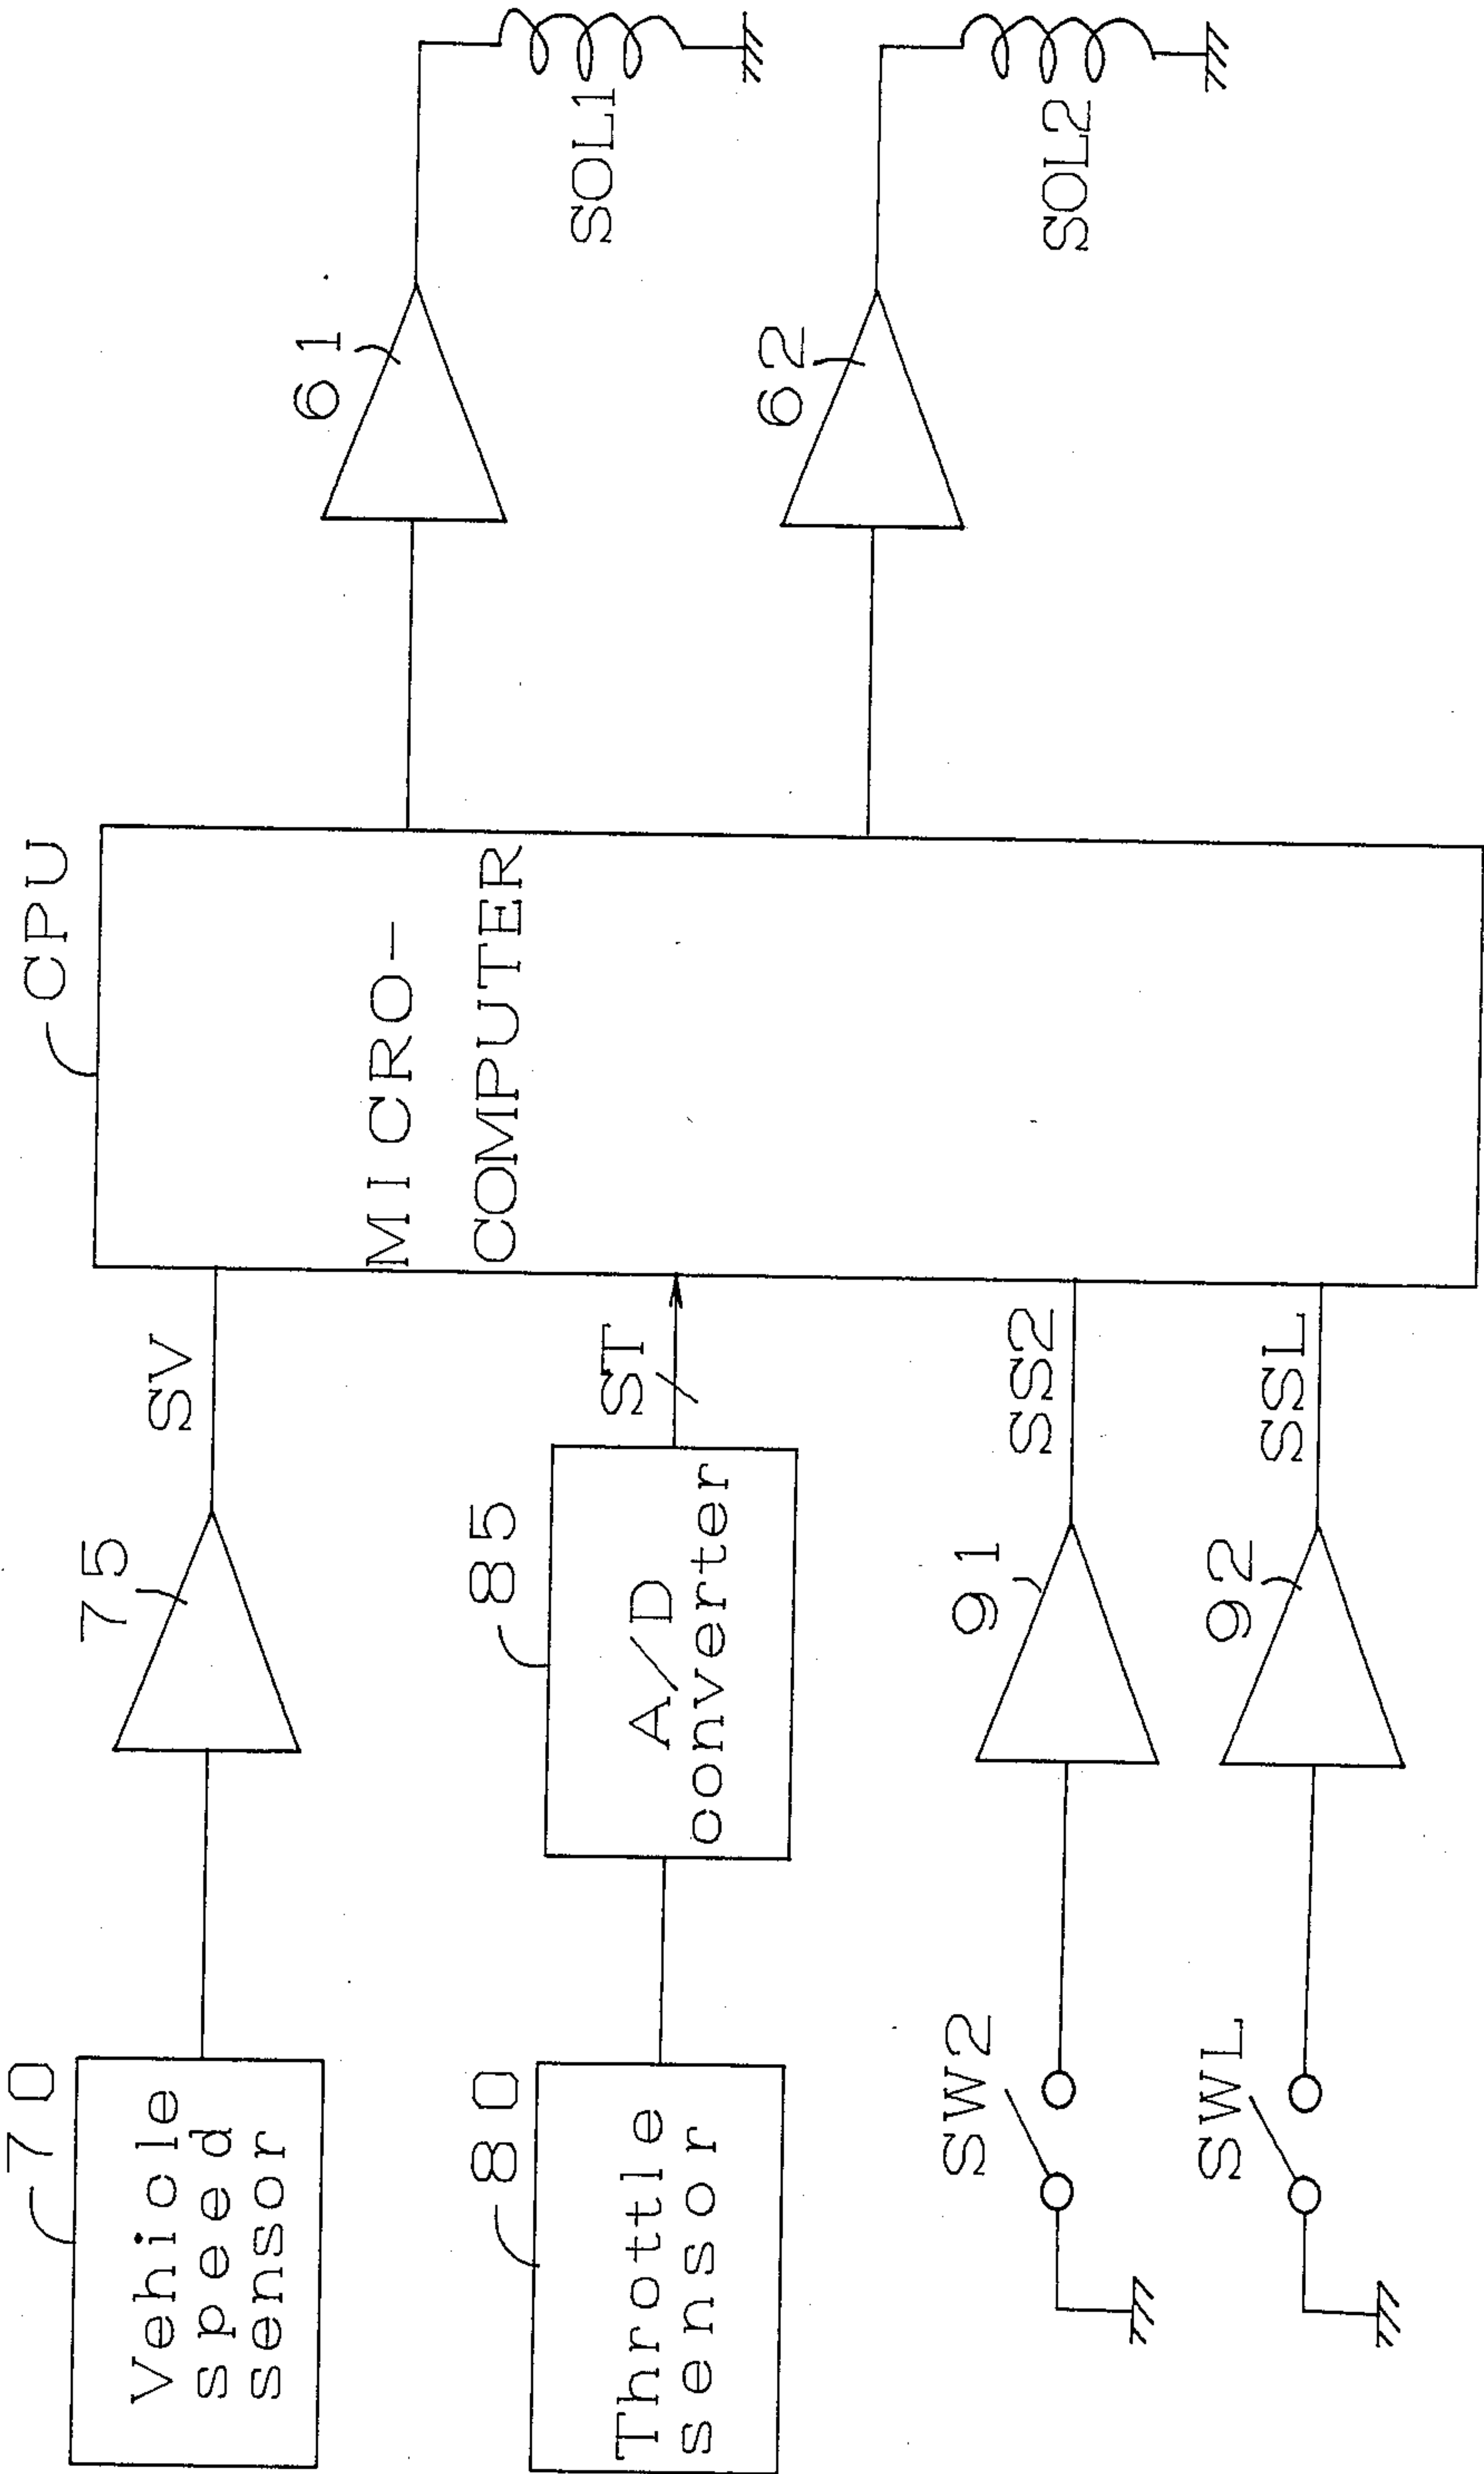 CPU
70
Vehicle
speed
sensor
75
SV
MICRO-
COMPUTER
61
SOL1
80
Throttle
sensor
85
A/D
converter
ST
62
SOL2
SW2
91
SS2
SWL
92
SSL